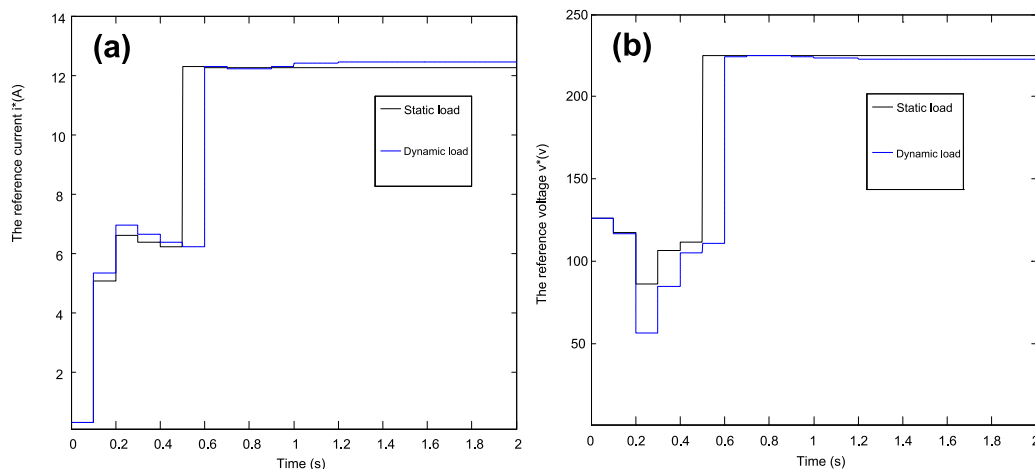 (a)
The reference current i*(A)
14
12
10
8
6
4
2
0 0.2 0.4 0.6 0.8 1 1.2 1.4 1.6 1.8 2
Time (s)
Static load
Dynamic load
(b)
The reference voltage v*(v)
250
200
150
100
50
0 0.2 0.4 0.6 0.8 1 1.2 1.4 1.6 1.8 2
Time (s)
Static load
Dynamic load